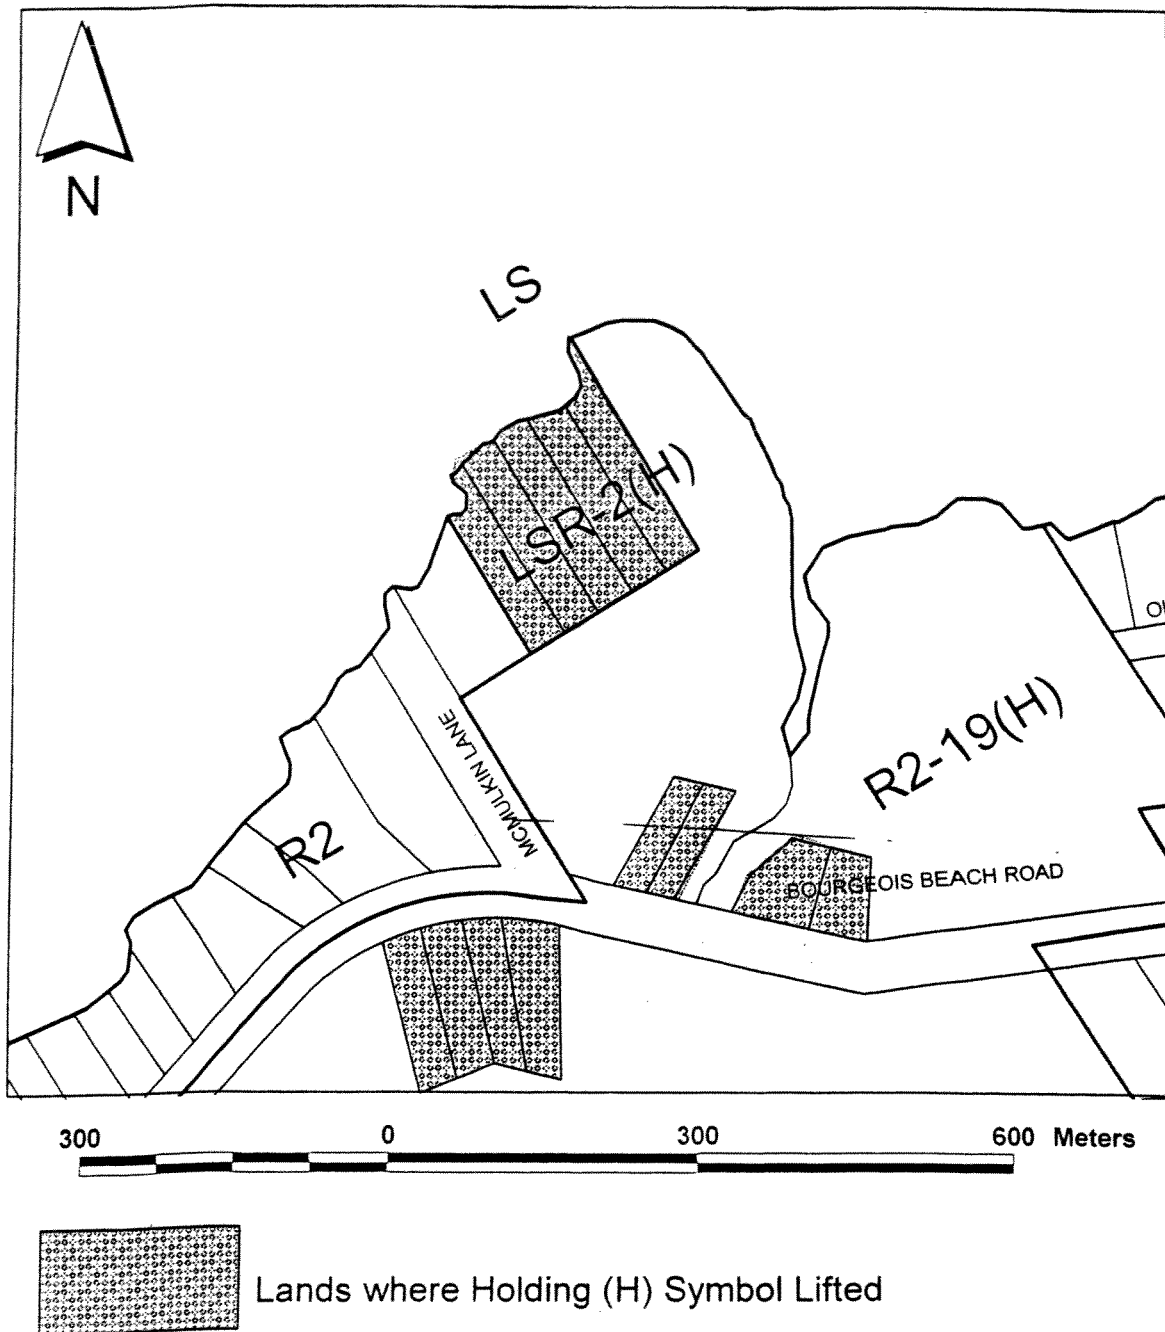 N
LS
LSR-2(H)
R2-19(H)
MCMULKIN LANE
R2
BOURGEOIS BEACH ROAD
300 0 300 600 Meters
Lands where Holding (H) Symbol Lifted